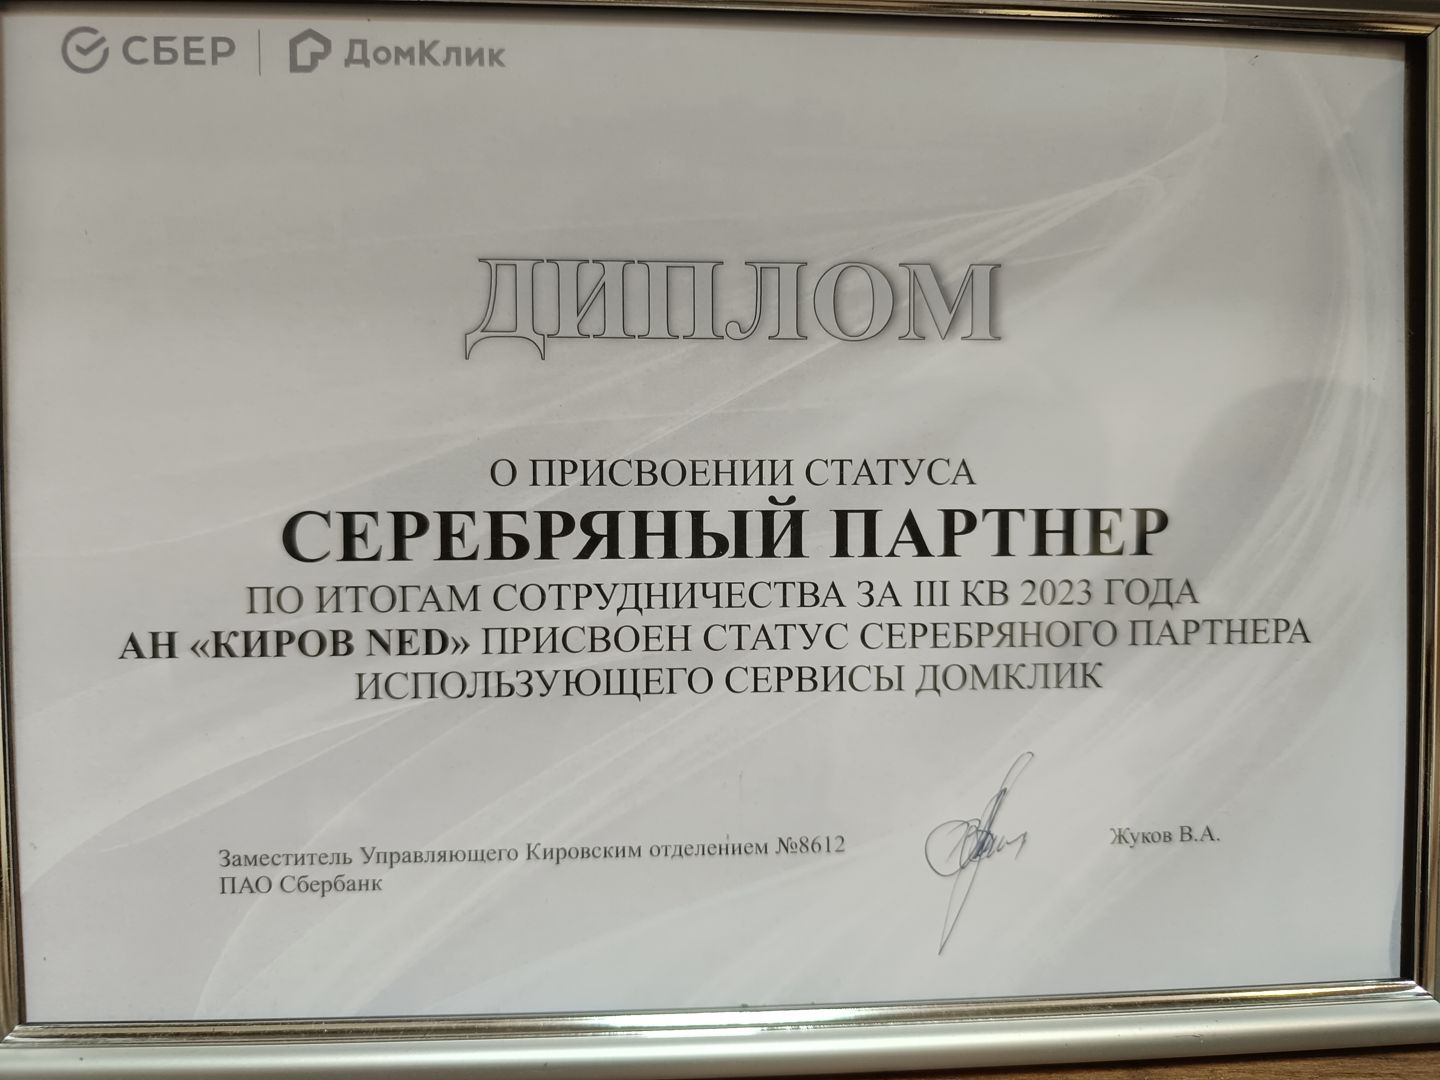 СБЕР | ДомКлик
ДИПЛОМ
О ПРИСВОЕНИИ СТАТУСА
СЕРЕБРЯНЫЙ ПАРТНЕР
ПО ИТОГАМ СОТРУДНИЧЕСТВА ЗА III КВ 2023 ГОДА
АН «КИРОВ NED» ПРИСВОЕН СТАТУС СЕРЕБРЯНОГО ПАРТНЕРА
ИСПОЛЬЗУЮЩЕГО СЕРВИСЫ ДОМКЛИК
Заместитель Управляющего Кировским отделением №8612 Жуков В.А.
ПАО Сбербанк